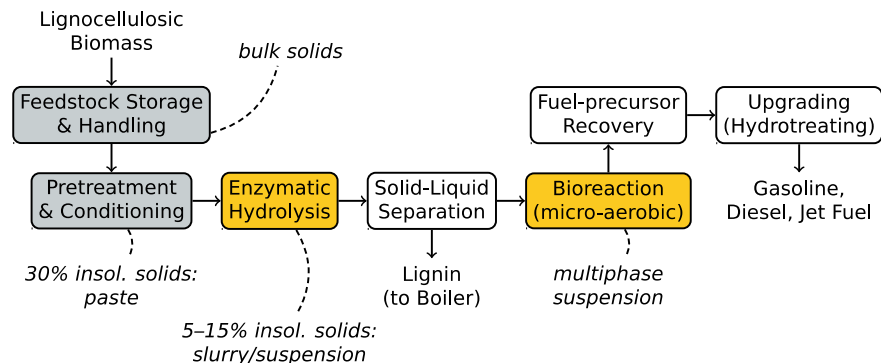 Lignocellulosic
Biomass
bulk solids
Feedstock Storage
& Handling
Fuel-precursor
Recovery
Upgrading
(Hydrotreating)
Pretreatment
& Conditioning
Enzymatic
Hydrolysis
Solid-Liquid
Separation
Bioreaction
(micro-aerobic)
Gasoline,
Diesel, Jet Fuel
30% insol. solids:
paste
Lignin
(to Boiler)
multiphase
suspension
5–15% insol. solids:
slurry/suspension